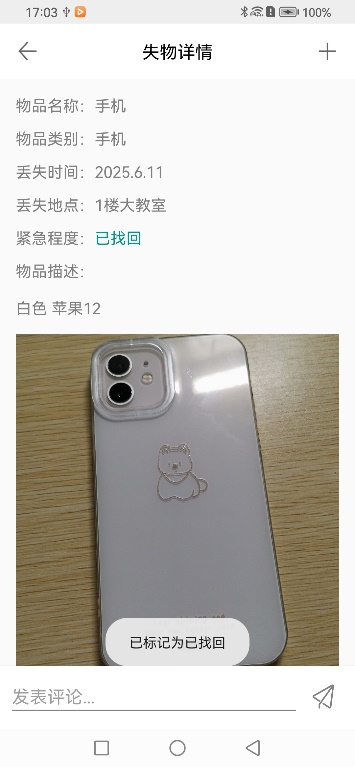 17:03
100%
失物详情
物品名称：手机
物品类别：手机
丢失时间：2025.6.11
丢失地点：1楼大教室
紧急程度：已找回
物品描述：
白色 苹果12
已标记为已找回
发表评论...